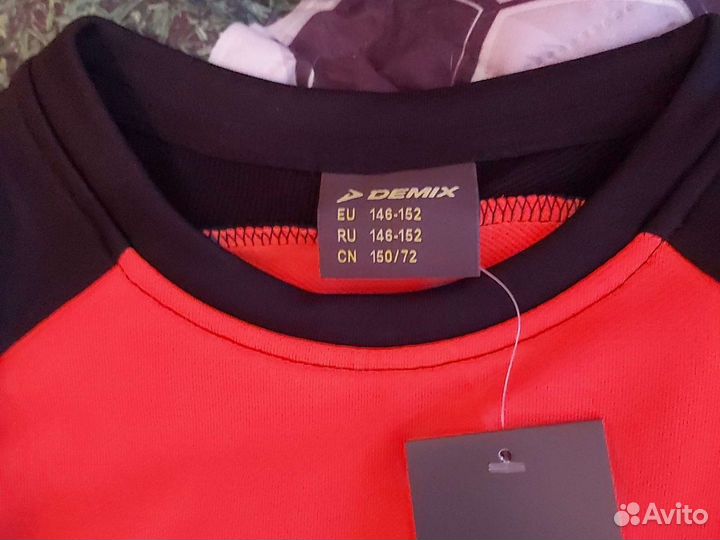 DEMIX
EU 146-152
RU 146-152
CN 150/72
Avito